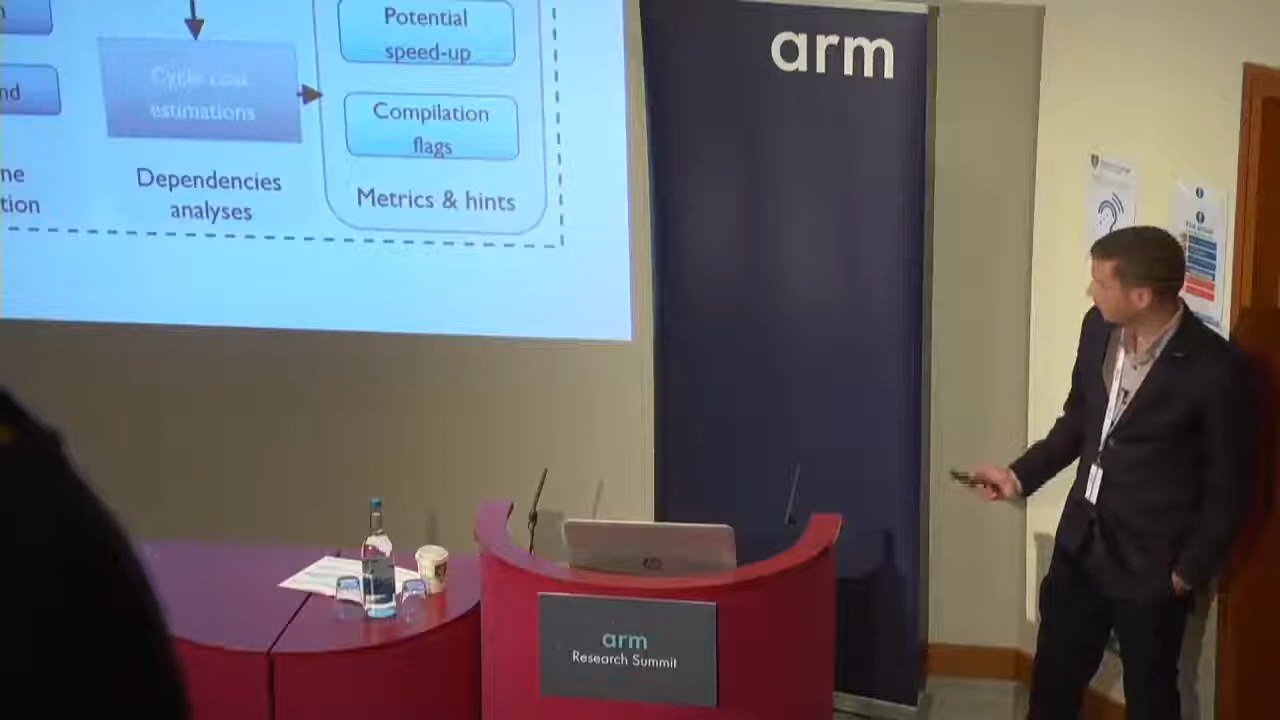 Potential
speed-up
Cycle cost
estimations
nd
Compilation
flags
ne
tion
Dependencies
analyses
Metrics & hints
arm
hp
arm
Research Summit